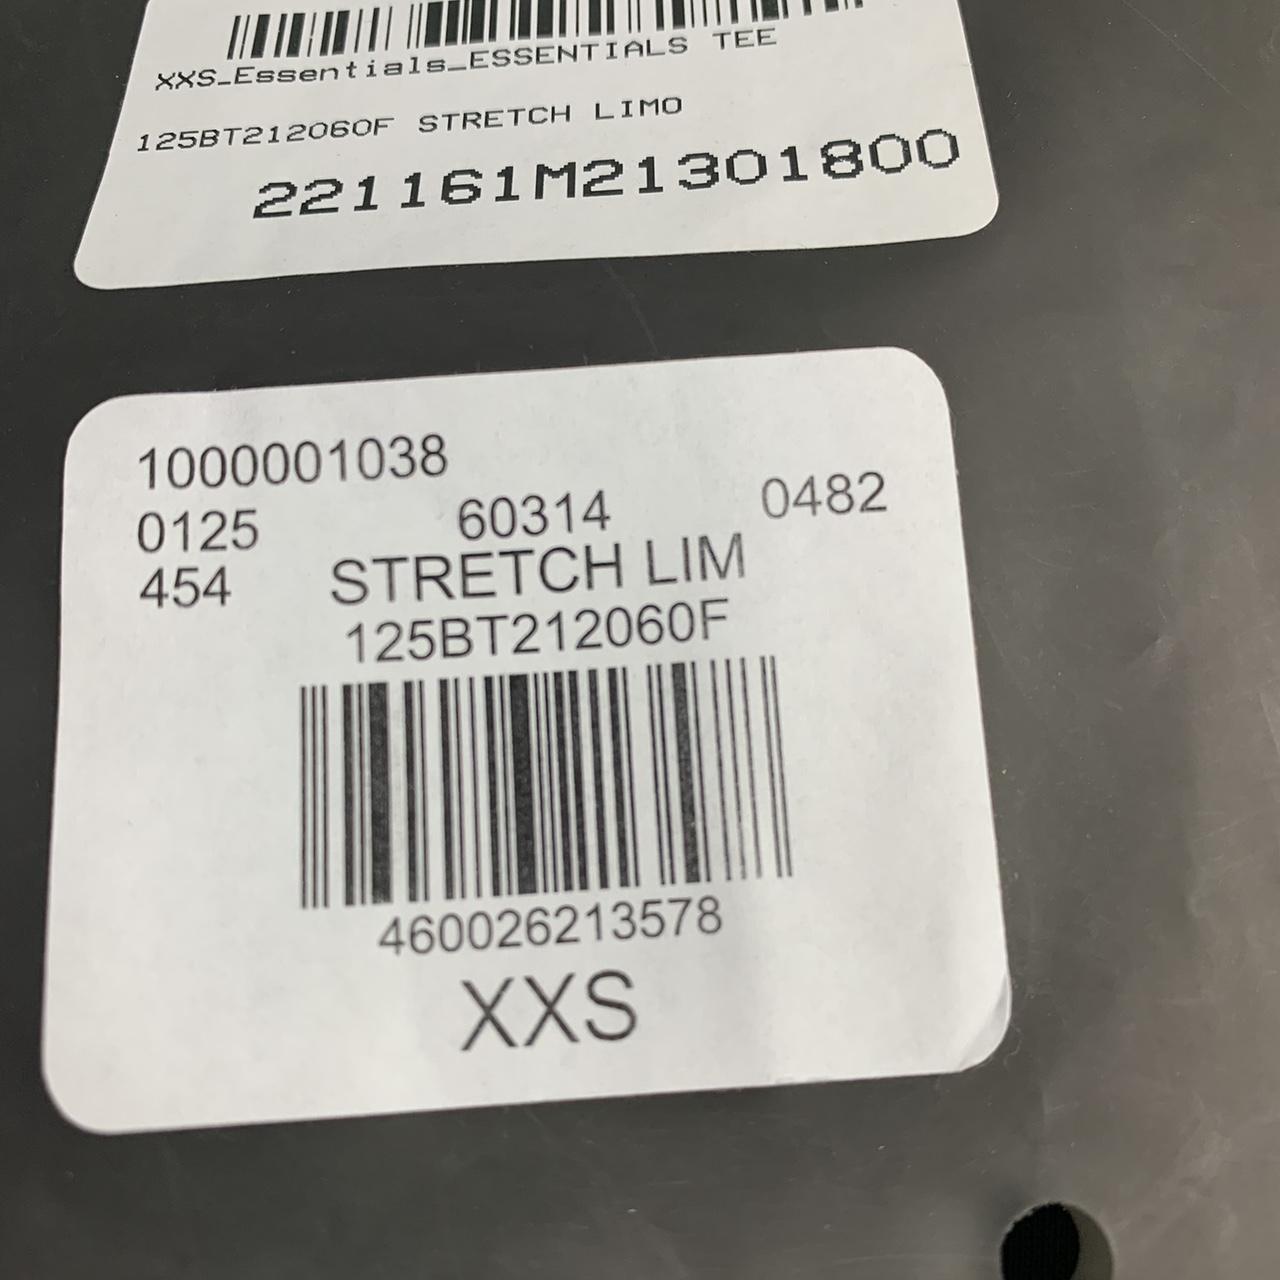 XXS_Essentials_ESSENTIALS TEE
125BT212060F STRETCH LIMO
221161M21301800
1000001038
0125 60314 0482
454 STRETCH LIM
125BT212060F
460026213578
XXS